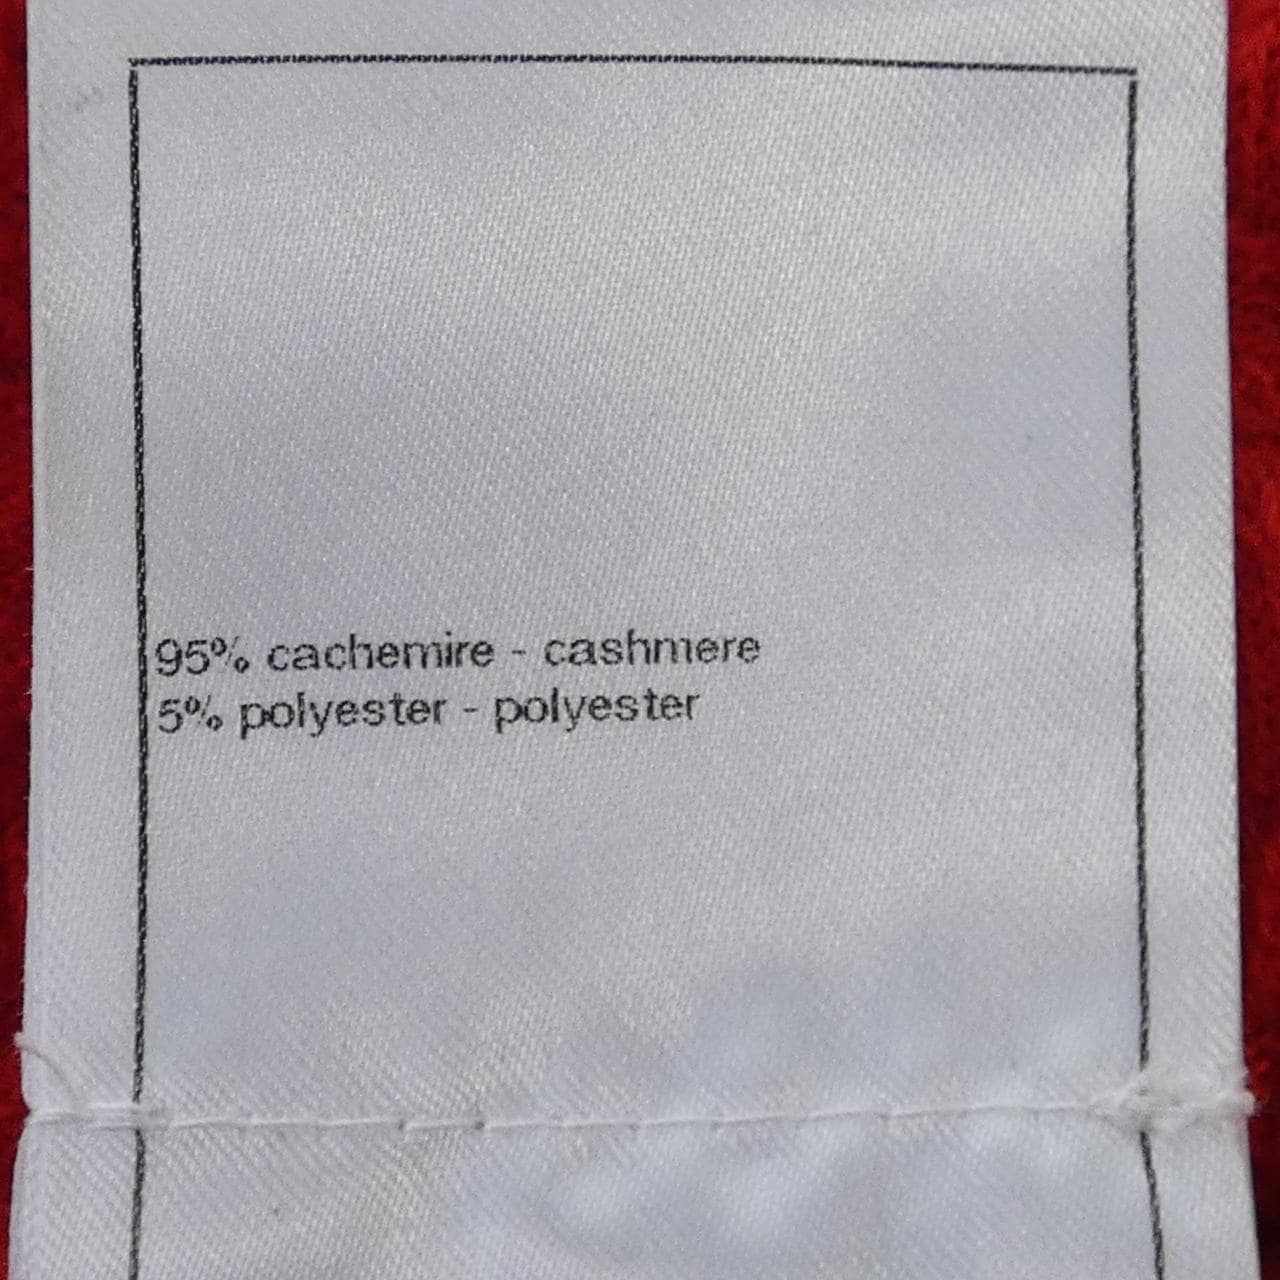 95% cachemire - cashmere
5% polyester - polyester